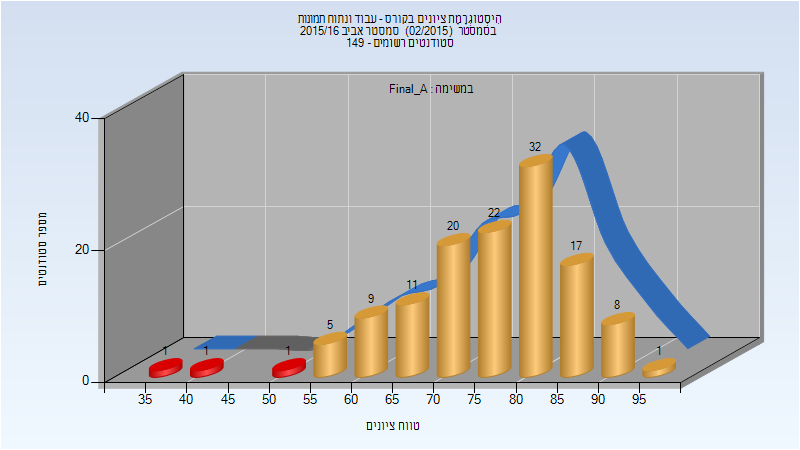 היסטוגרמת ציונים בקורס - עבוד ונתוח תמונות
בסמסטר (02/2015) סמסטר אביב 2015/16
סטודנטים רשומים - 149
במשימה : Final_A
מספר סטודנטים
40
20
0
1
1
1
5
9
11
20
22
32
17
8
1
35 40 45 50 55 60 65 70 75 80 85 90 95
טווח ציונים